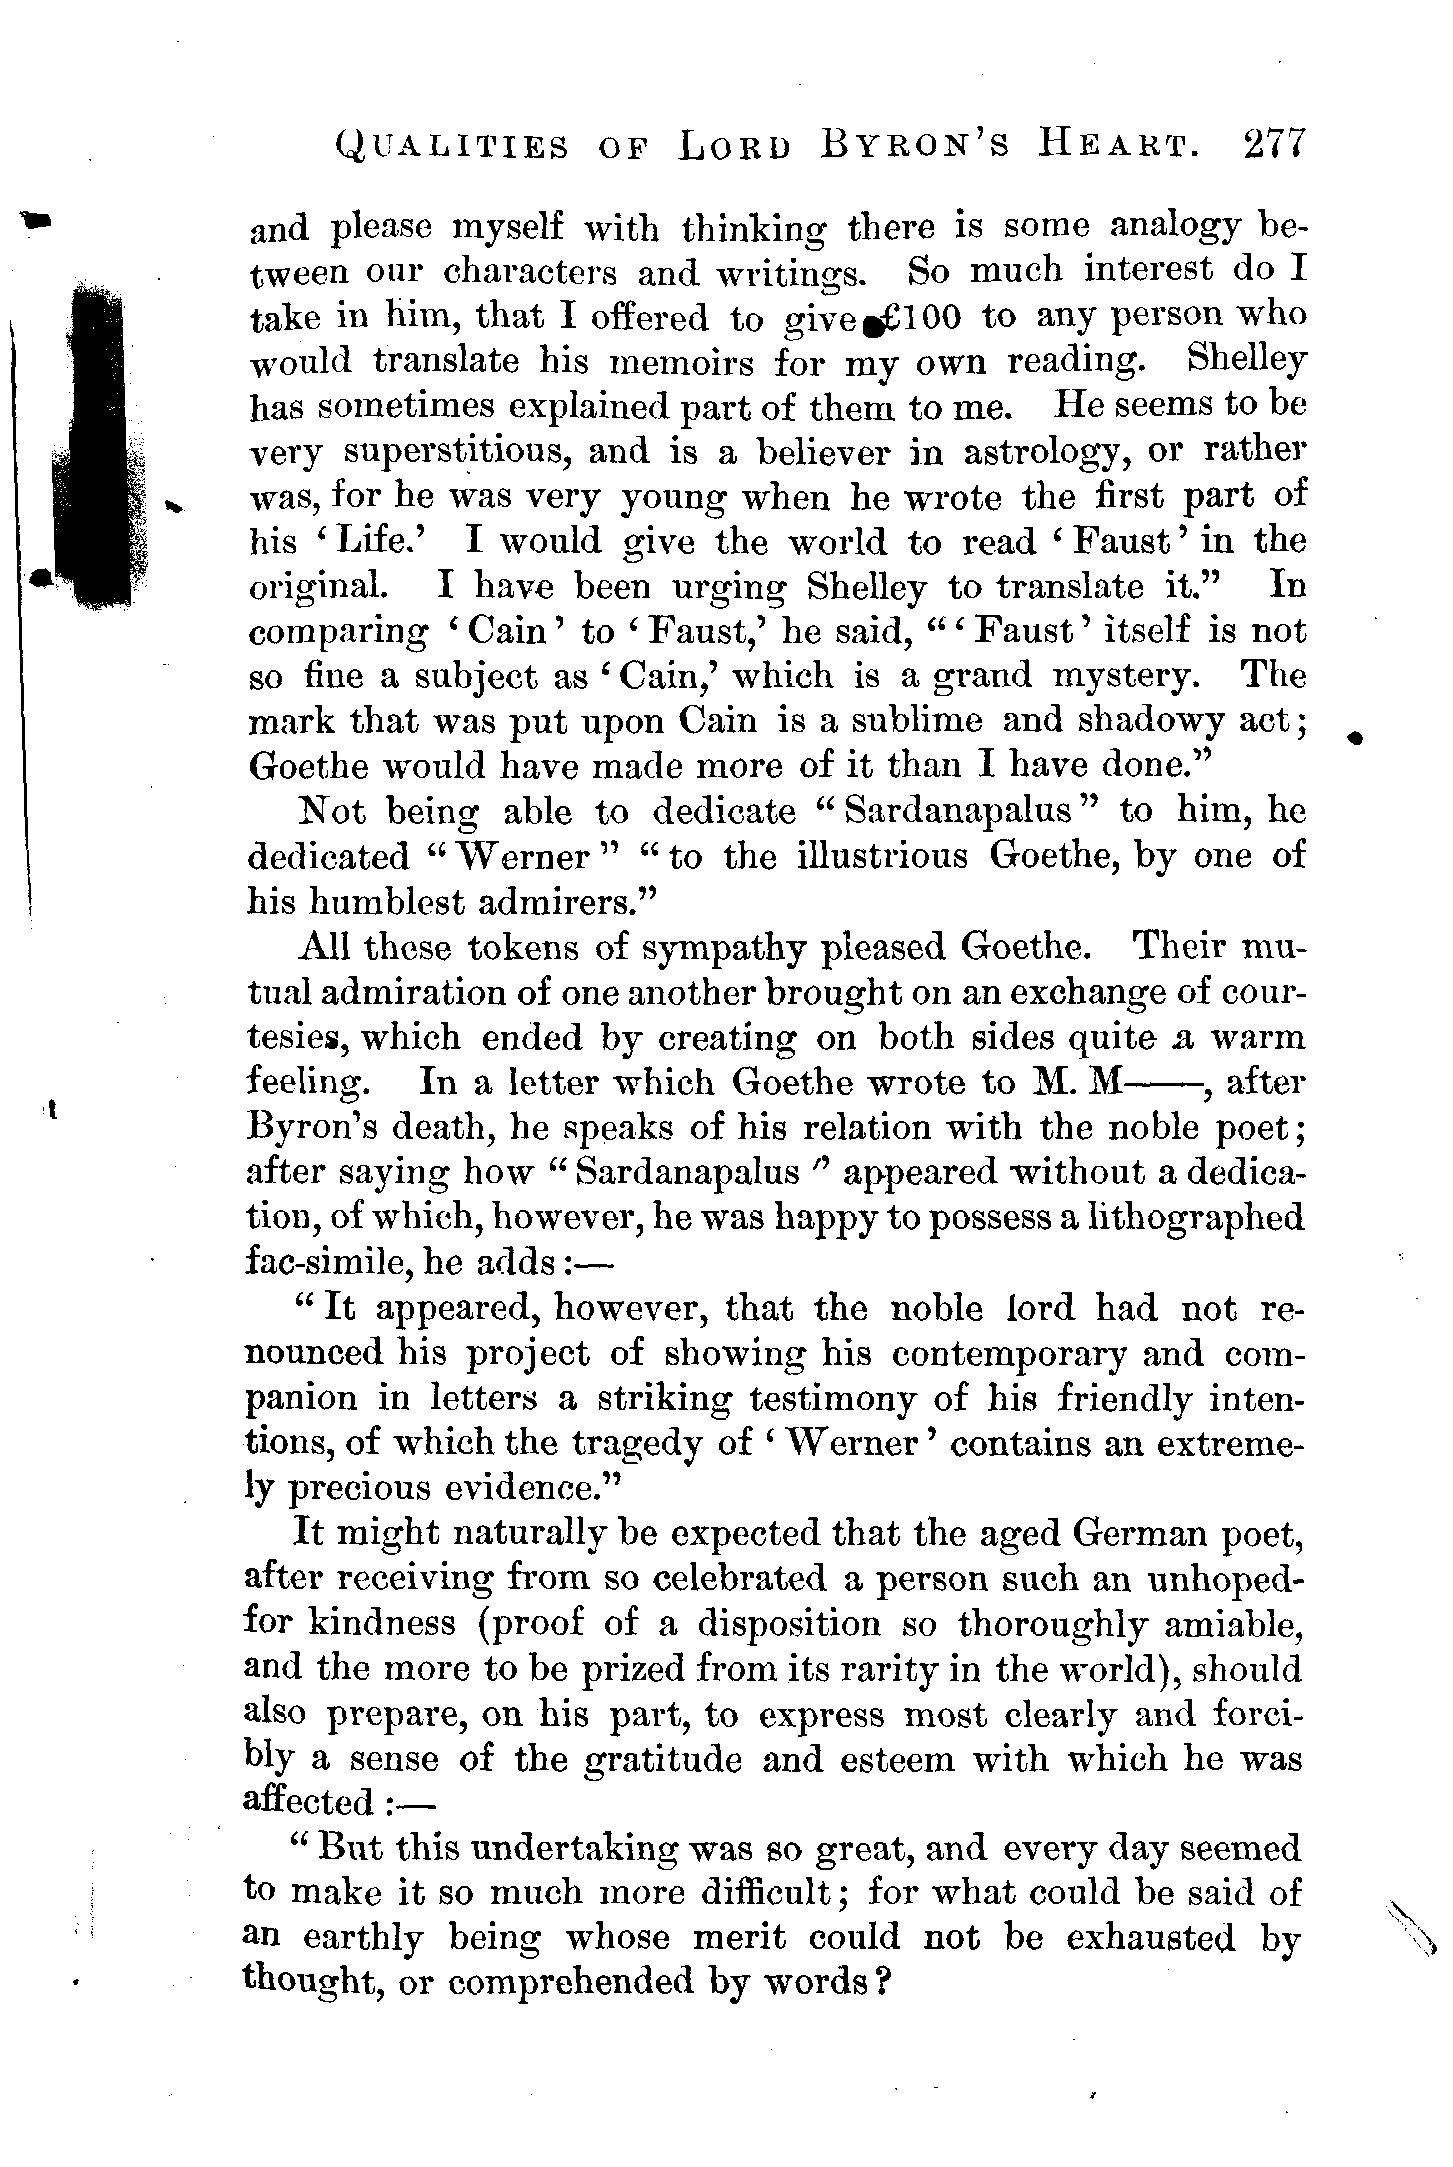 QUALITIES OF LORD BYRON'S HEART. 277
and please myself with thinking there is some analogy be-
tween our characters and writings. So much interest do I
take in him, that I offered to give £100 to any person who
would translate his memoirs for my own reading. Shelley
has sometimes explained part of them to me. He seems to be
very superstitious, and is a believer in astrology, or rather
was, for he was very young when he wrote the first part of
his ‘Life.’ I would give the world to read ‘Faust’ in the
original. I have been urging Shelley to translate it.” In
comparing ‘Cain’ to ‘Faust,’ he said, “‘Faust’ itself is not
so fine a subject as ‘Cain,’ which is a grand mystery. The
mark that was put upon Cain is a sublime and shadowy act;
Goethe would have made more of it than I have done.”
Not being able to dedicate “Sardanapalus” to him, he
dedicated “Werner” “to the illustrious Goethe, by one of
his humblest admirers.”
All these tokens of sympathy pleased Goethe. Their mu-
tual admiration of one another brought on an exchange of cour-
tesies, which ended by creating on both sides quite a warm
feeling. In a letter which Goethe wrote to M. M——, after
Byron's death, he speaks of his relation with the noble poet;
after saying how “Sardanapalus” appeared without a dedica-
tion, of which, however, he was happy to possess a lithographed
fac-simile, he adds:—
“It appeared, however, that the noble lord had not re-
nounced his project of showing his contemporary and com-
panion in letters a striking testimony of his friendly inten-
tions, of which the tragedy of ‘Werner’ contains an extreme-
ly precious evidence.”
It might naturally be expected that the aged German poet,
after receiving from so celebrated a person such an unhoped-
for kindness (proof of a disposition so thoroughly amiable,
and the more to be prized from its rarity in the world), should
also prepare, on his part, to express most clearly and forci-
bly a sense of the gratitude and esteem with which he was
affected:—
“But this undertaking was so great, and every day seemed
to make it so much more difficult; for what could be said of
an earthly being whose merit could not be exhausted by
thought, or comprehended by words?